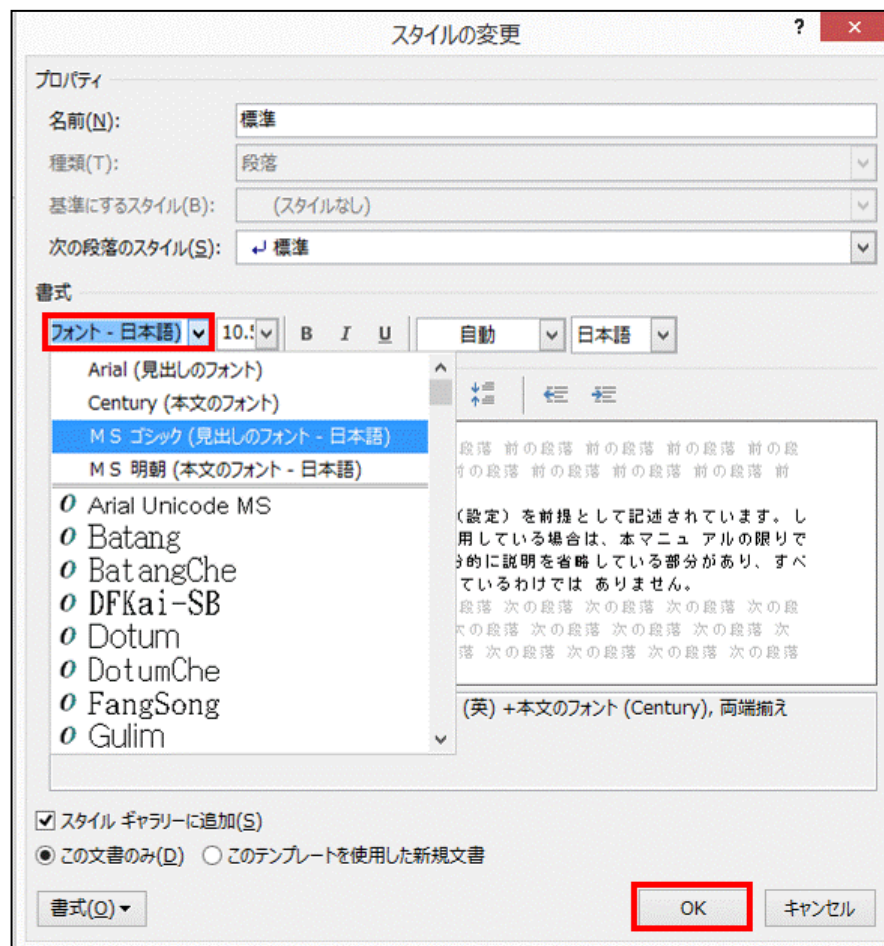 スタイルの変更
?
×
プロパティ
名前(N):
標準
種類(T):
段落
基準にするスタイル(B):
(スタイルなし)
次の段落のスタイル(S):
標準
書式
フォント - 日本語)
10.5
B I U
自動
日本語
Arial (見出しのフォント)
Century (本文のフォント)
ＭＳ ゴシック (見出しのフォント - 日本語)
ＭＳ 明朝 (本文のフォント - 日本語)
O Arial Unicode MS
O Batang
O BatangChe
O DFKai-SB
O Dotum
O DotumChe
O FangSong
O Gulim
段落 前の段落 前の段落 前の段落 前の段
前の段落 前の段落 前の段落 前の段落 前
(設定）を前提として記述されています。し
用している場合は、本マニュ アルの限りで
分的に説明を省略している部分があり、すべ
ているわけでは ありません。
段落 次の段落 次の段落 次の段落 次の段
次の段落 次の段落 次の段落 次の段落 次
落 次の段落 次の段落 次の段落 次の段落
(英) +本文のフォント (Century), 両端揃え
スタイル ギャラリーに追加(S)
この文書のみ(D)
このテンプレートを使用した新規文書
書式(O)
OK
キャンセル